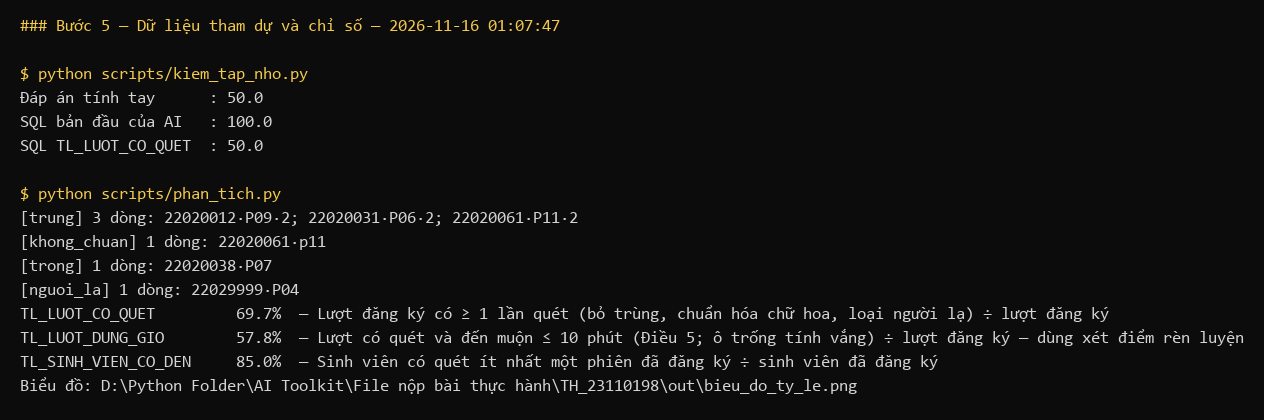 ### Bước 5 — Dữ liệu tham dự và chỉ số — 2026-11-16 01:07:47
$ python scripts/kiem_tap_nho.py
Đáp án tính tay      : 50.0
SQL bản đầu của AI   : 100.0
SQL TL_LUOT_CO_QUET  : 50.0
$ python scripts/phan_tich.py
[trung] 3 dòng: 22020012·P09·2; 22020031·P06·2; 22020061·P11·2
[khong_chuan] 1 dòng: 22020061·p11
[trong] 1 dòng: 22020038·P07
[nguoi_la] 1 dòng: 22029999·P04
TL_LUOT_CO_QUET         69.7%  — Lượt đăng ký có ≥ 1 lần quét (bỏ trùng, chuẩn hóa chữ hoa, loại người lạ) ÷ lượt đăng ký
TL_LUOT_DUNG_GIO        57.8%  — Lượt có quét và đến muộn ≤ 10 phút (Điều 5; ô trống tính vắng) ÷ lượt đăng ký — dùng xét điểm rèn luyện
TL_SINH_VIEN_CO_DEN     85.0%  — Sinh viên có quét ít nhất một phiên đã đăng ký ÷ sinh viên đã đăng ký
Biểu đồ: D:\Python Folder\AI Toolkit\File nộp bài thực hành\TH_23110198\out\bieu_do_ty_le.png